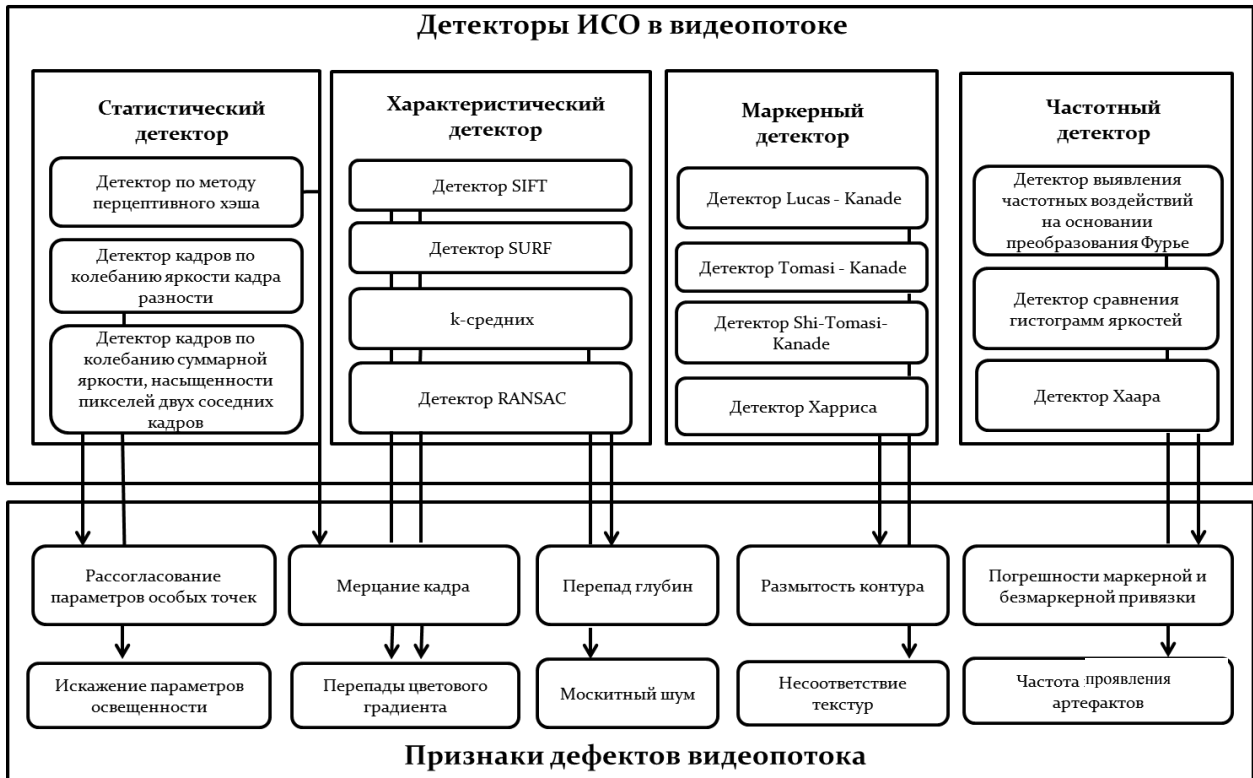 Детекторы ИСО в видеопотоке
Статистический
детектор
Детектор по методу
перцептивного хэша
Детектор кадров по
колебанию яркости кадра
разности
Детектор кадров по
колебанию суммарной
яркости, насыщенности
пикселей двух соседних
кадров
Характеристический
детектор
Детектор SIFT
Детектор SURF
k-средних
Детектор RANSAC
Маркерный
детектор
Детектор Lucas - Kanade
Детектор Tomasi - Kanade
Детектор Shi-Tomasi-
Kanade
Детектор Харриса
Частотный
детектор
Детектор выявления
частотных воздействий
на основании
преобразования Фурье
Детектор сравнения
гистограмм яркостей
Детектор Хаара
Рассогласование
параметров особых точек
Мерцание кадра
Перепад глубин
Размытость контура
Погрешности маркерной и
безмаркерной привязки
Искажение параметров
освещенности
Перепады цветового
градиента
Москитный шум
Несоответствие
текстур
Частота проявления
артефактов
Признаки дефектов видеопотока